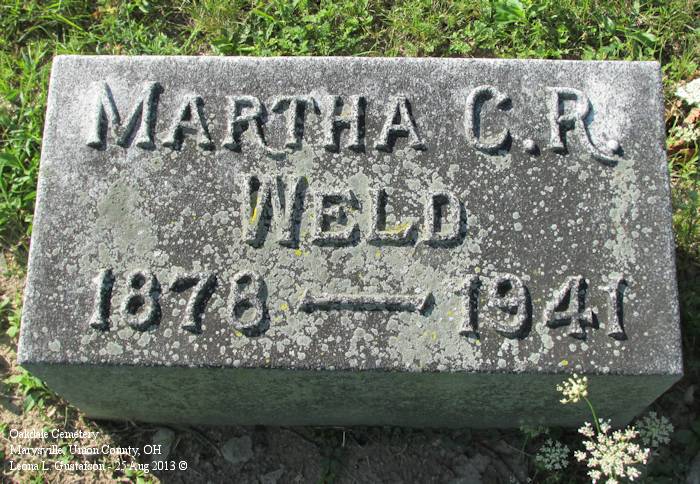 MARTHA C.R.
WELD
1878 — 1941
Oakdale Cemetery
Marysville, Union County, OH
Leona L. Gustafson - 25 Aug 2013 ©